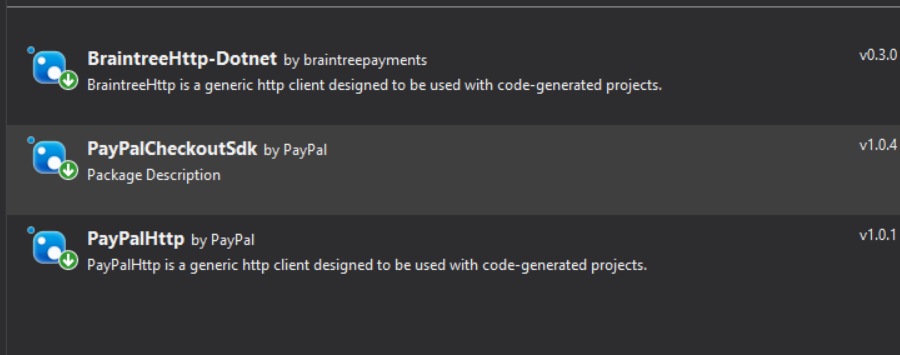 BraintreeHttp-Dotnet by braintreepayments v0.3.0
BraintreeHttp is a generic http client designed to be used with code-generated projects.
PayPalCheckoutSdk by PayPal v1.0.4
Package Description
PayPalHttp by PayPal v1.0.1
PayPalHttp is a generic http client designed to be used with code-generated projects.